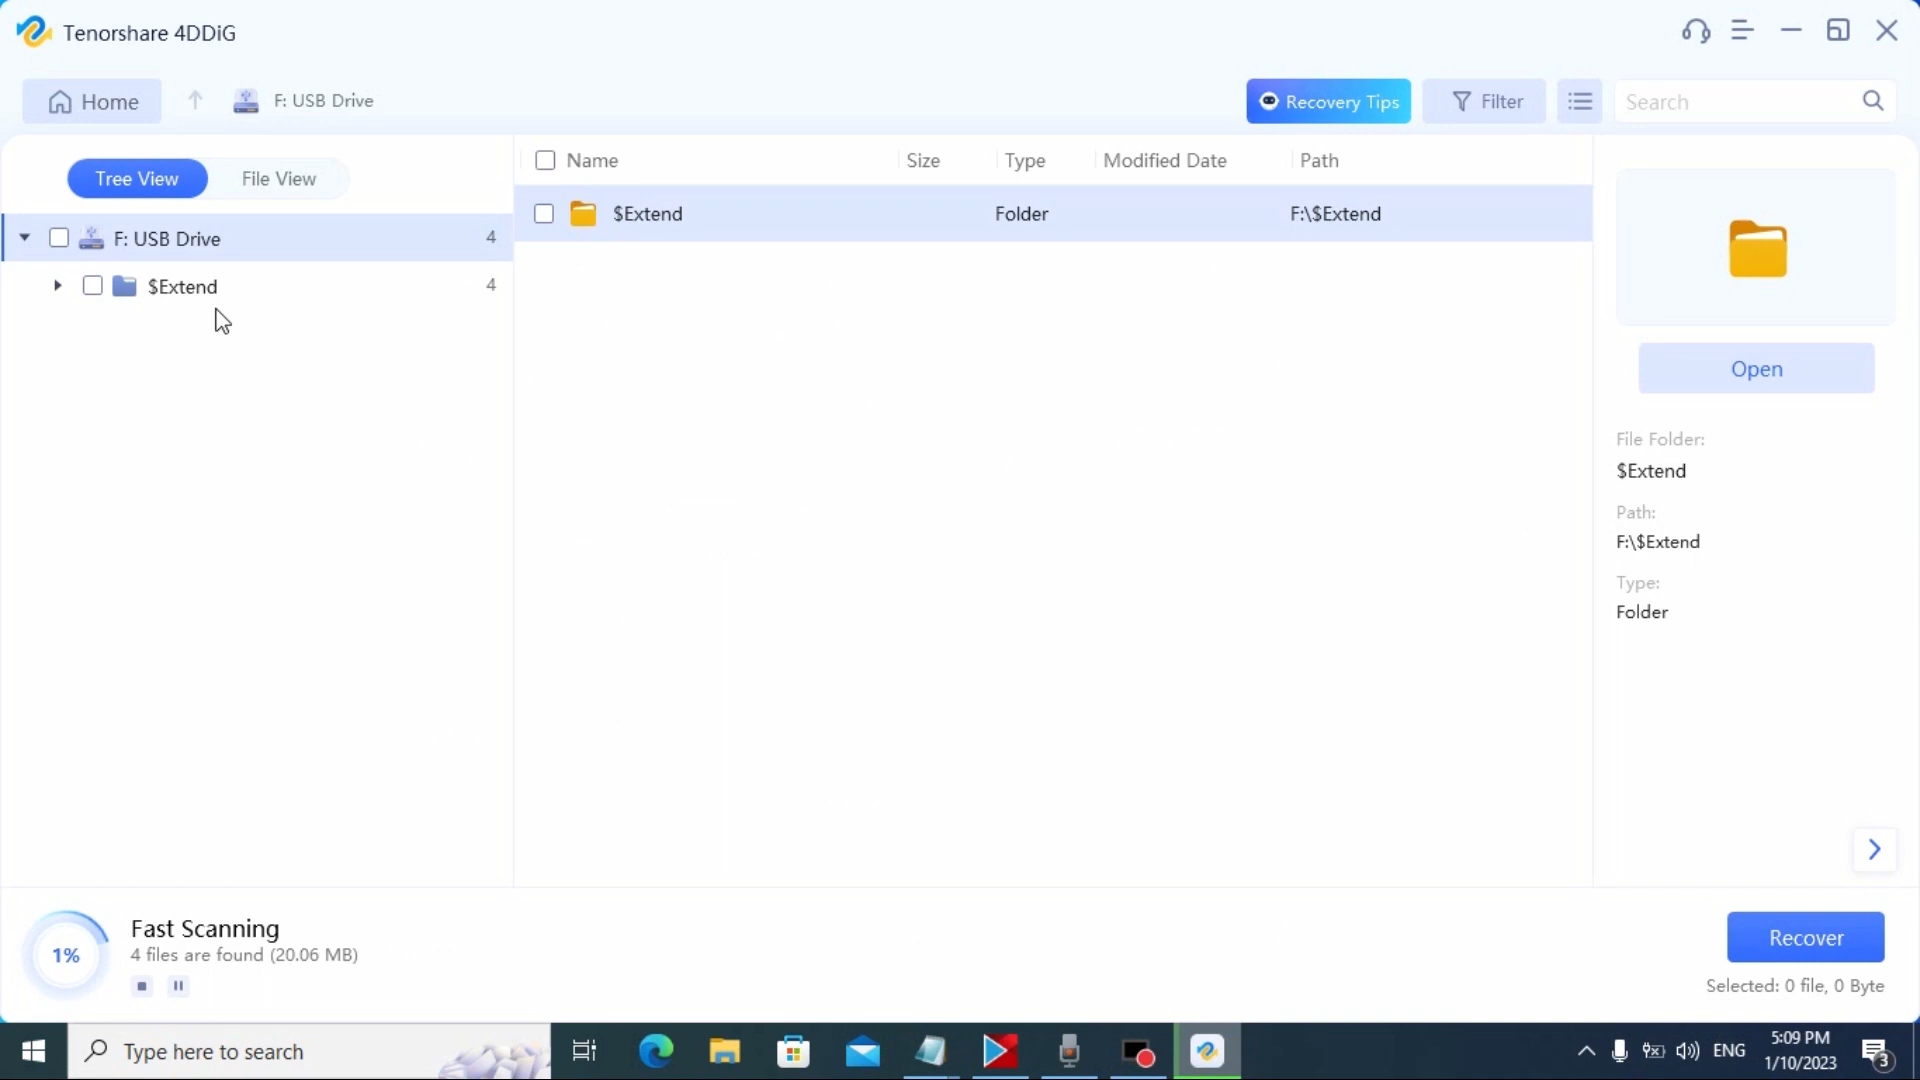 Tenorshare 4DDiG
Home
F: USB Drive
Recovery Tips
Filter
Search
Tree View
File View
F: USB Drive 4
$Extend 4
Name Size Type Modified Date Path
$Extend Folder F:\$Extend
Open
File Folder:
$Extend
Path:
F:\$Extend
Type:
Folder
1%
Fast Scanning
4 files are found (20.06 MB)
Recover
Selected: 0 file, 0 Byte
Type here to search
ENG
5:09 PM
1/10/2023
3